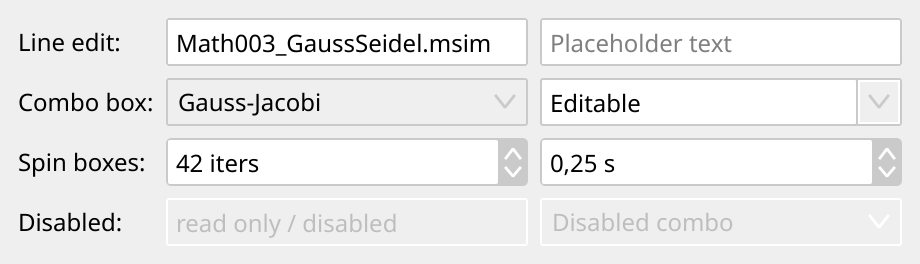 Line edit: Math003_GaussSeidel.msim Placeholder text
Combo box: Gauss-Jacobi Editable
Spin boxes: 42 iters 0,25 s
Disabled: read only / disabled Disabled combo